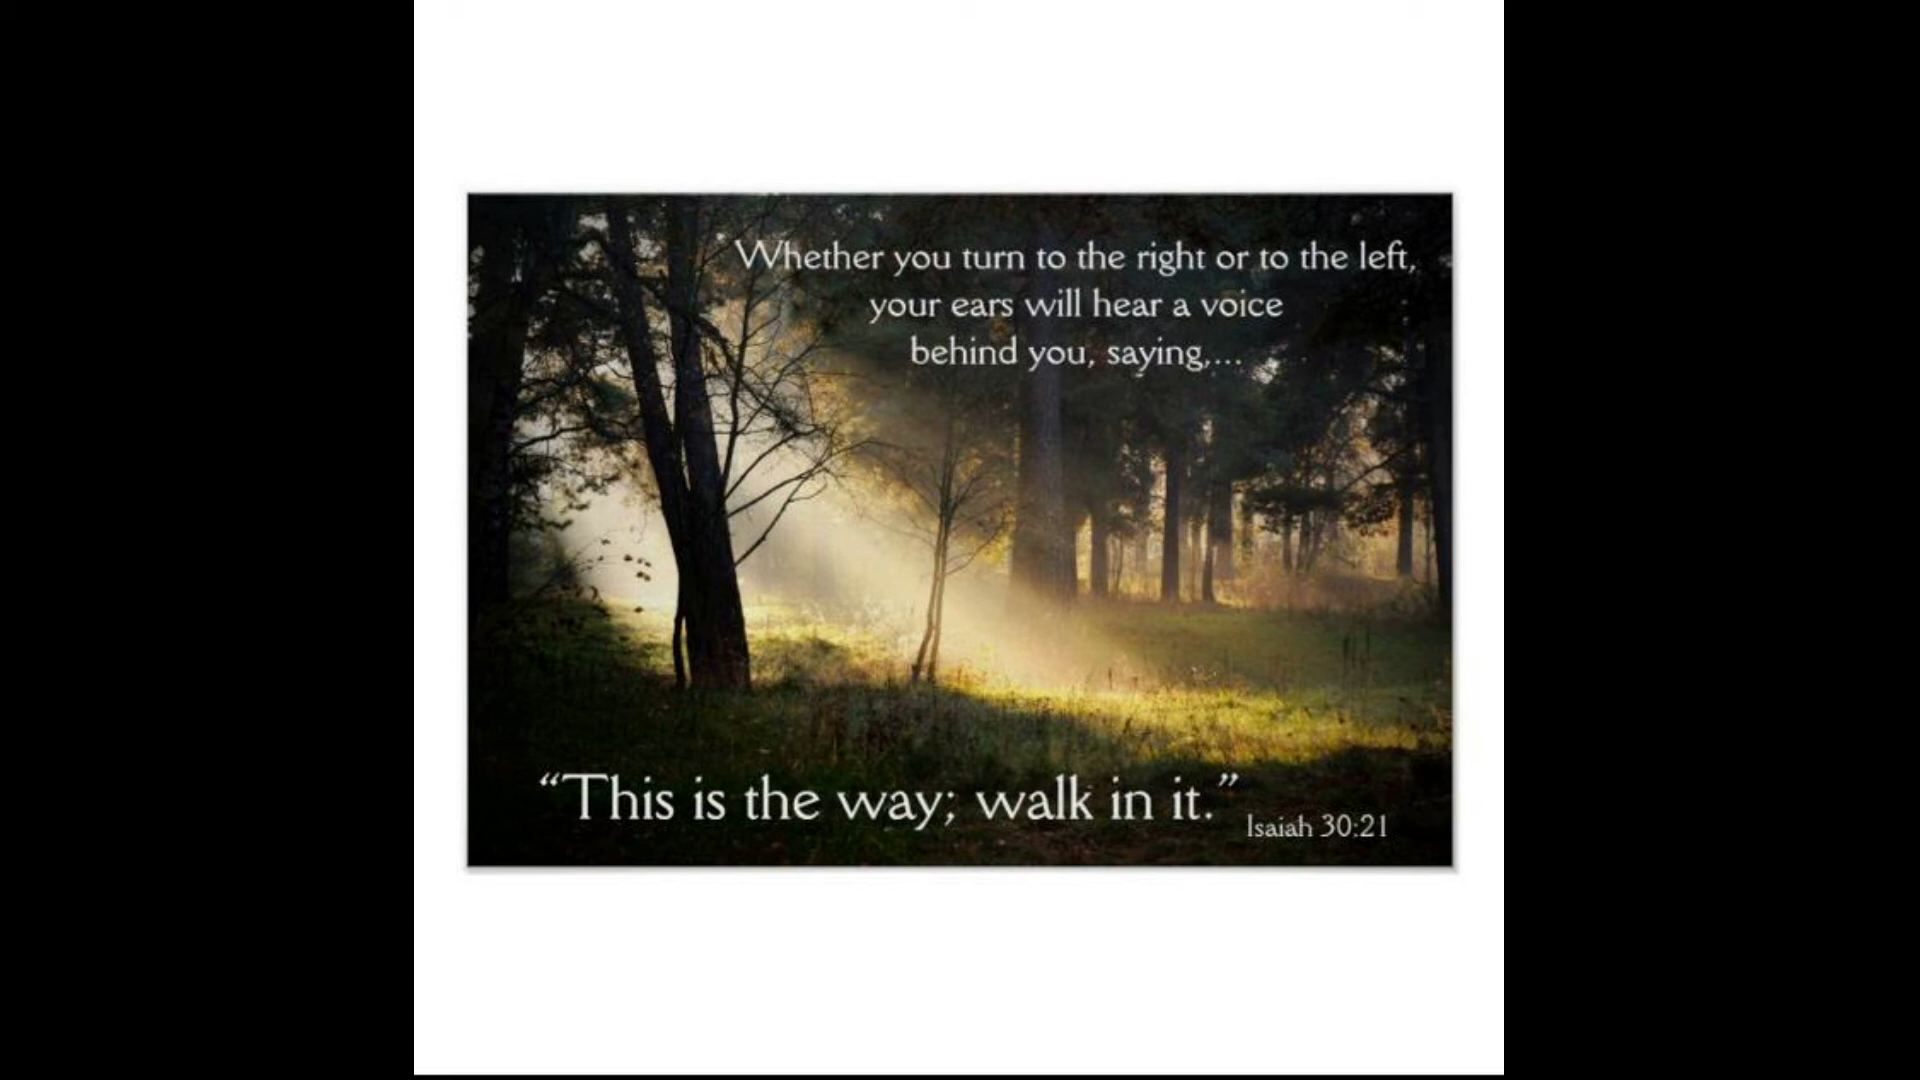 Whether you turn to the right or to the left,
your ears will hear a voice
behind you, saying,...
“This is the way; walk in it.”
Isaiah 30:21